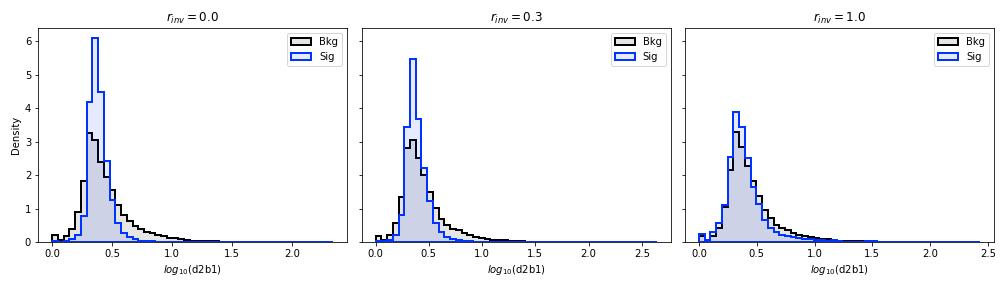 r_inv = 0.0
r_inv = 0.3
r_inv = 1.0
Bkg
Sig
Bkg
Sig
Bkg
Sig
Density
6
5
4
3
2
1
0
0.0 0.5 1.0 1.5 2.0
0.0 0.5 1.0 1.5 2.0 2.5
0.0 0.5 1.0 1.5 2.0 2.5
log₁₀(d2b1)
log₁₀(d2b1)
log₁₀(d2b1)